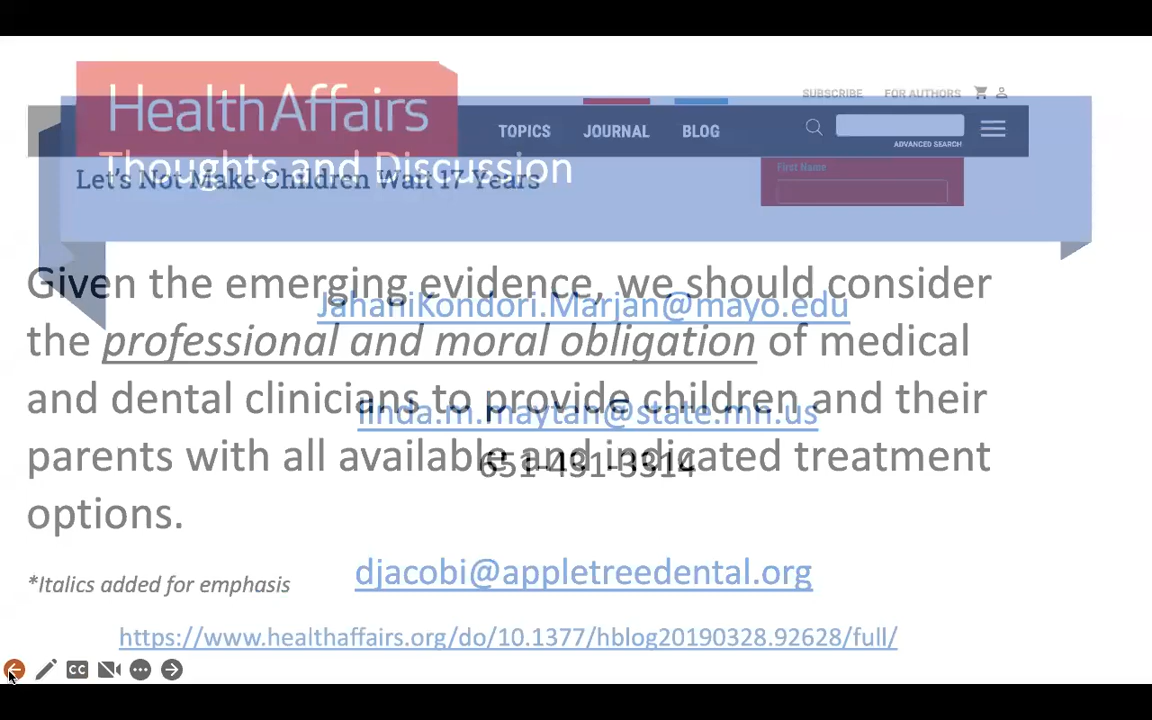 HealthAffairs
SUBSCRIBE FOR AUTHORS
TOPICS JOURNAL BLOG
ADVANCED SEARCH
Thoughts and Discussion
First Name
Let's Not Make Children Wait 17 Years
Given the emerging evidence, we should consider
JahaniKondori.Marjan@mayo.edu
the professional and moral obligation of medical
and dental clinicians to provide children and their
linda.m.maytan@state.mn.us
parents with all available and indicated treatment
651-431-3314
options.
djacobi@appletreedental.org
*Italics added for emphasis
https://www.healthaffairs.org/do/10.1377/hblog20190328.92628/full/
CC